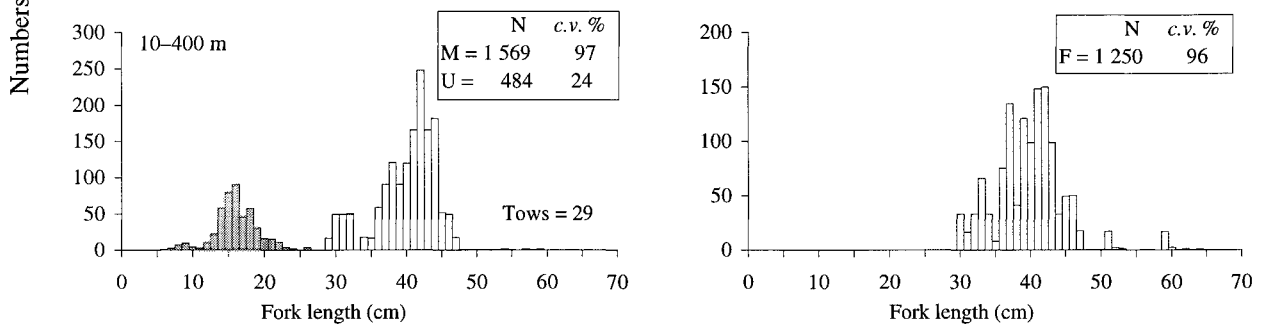 Numbers
300
250
200
150
100
50
0
10–400 m
N c.v. %
M = 1 569 97
U = 484 24
Tows = 29
0 10 20 30 40 50 60 70
Fork length (cm)
200
150
100
50
0
N c.v. %
F = 1 250 96
0 10 20 30 40 50 60 70
Fork length (cm)